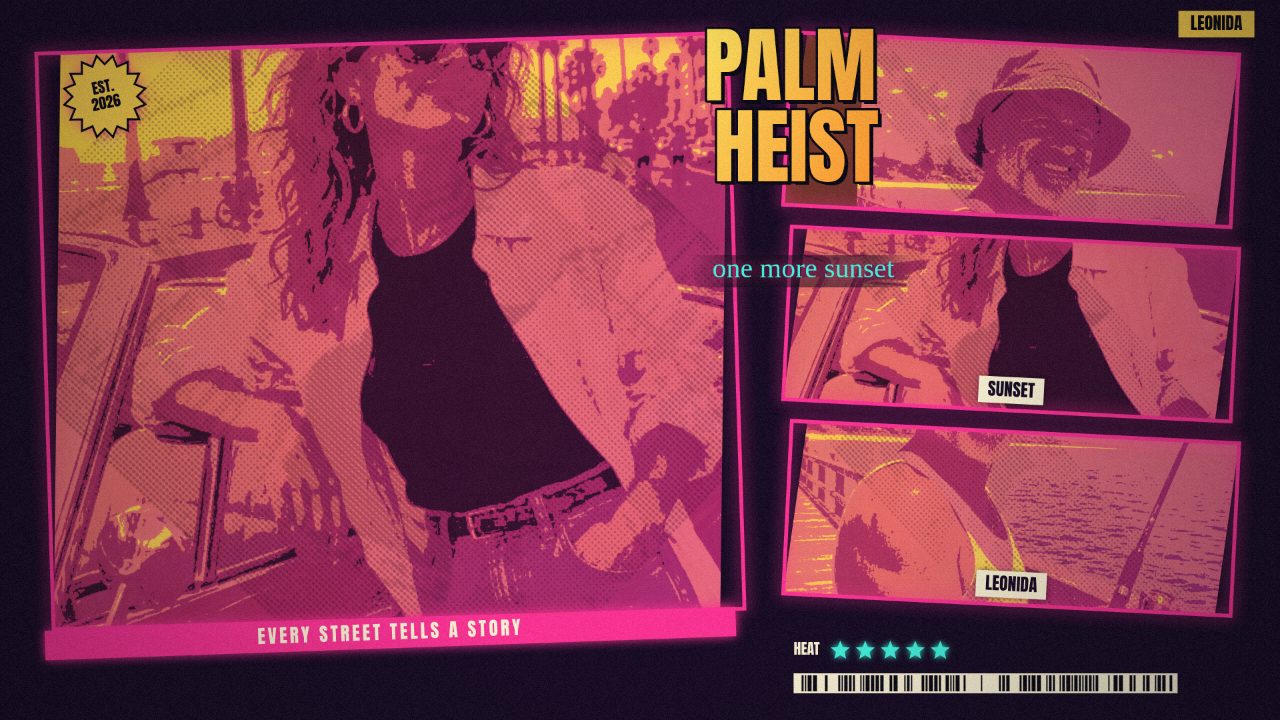 LEONIDA
EST.
2026
PALM
HEIST
one more sunset
SUNSET
LEONIDA
EVERY STREET TELLS A STORY
HEAT